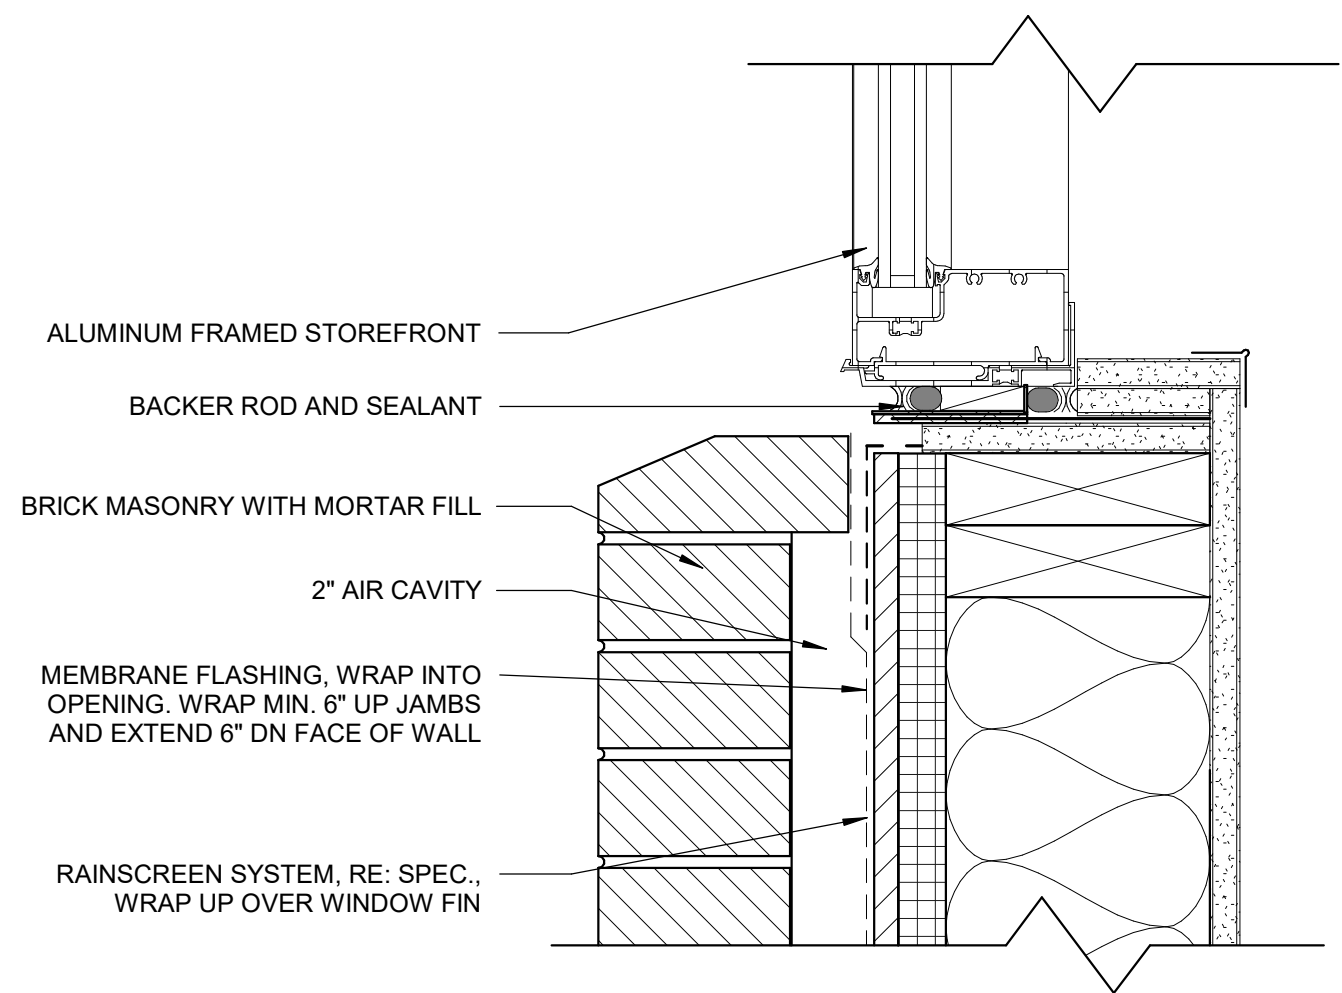 ALUMINUM FRAMED STOREFRONT
BACKER ROD AND SEALANT
BRICK MASONRY WITH MORTAR FILL
2" AIR CAVITY
MEMBRANE FLASHING, WRAP INTO
OPENING. WRAP MIN. 6" UP JAMBS
AND EXTEND 6" DN FACE OF WALL
RAINSCREEN SYSTEM, RE: SPEC.,
WRAP UP OVER WINDOW FIN